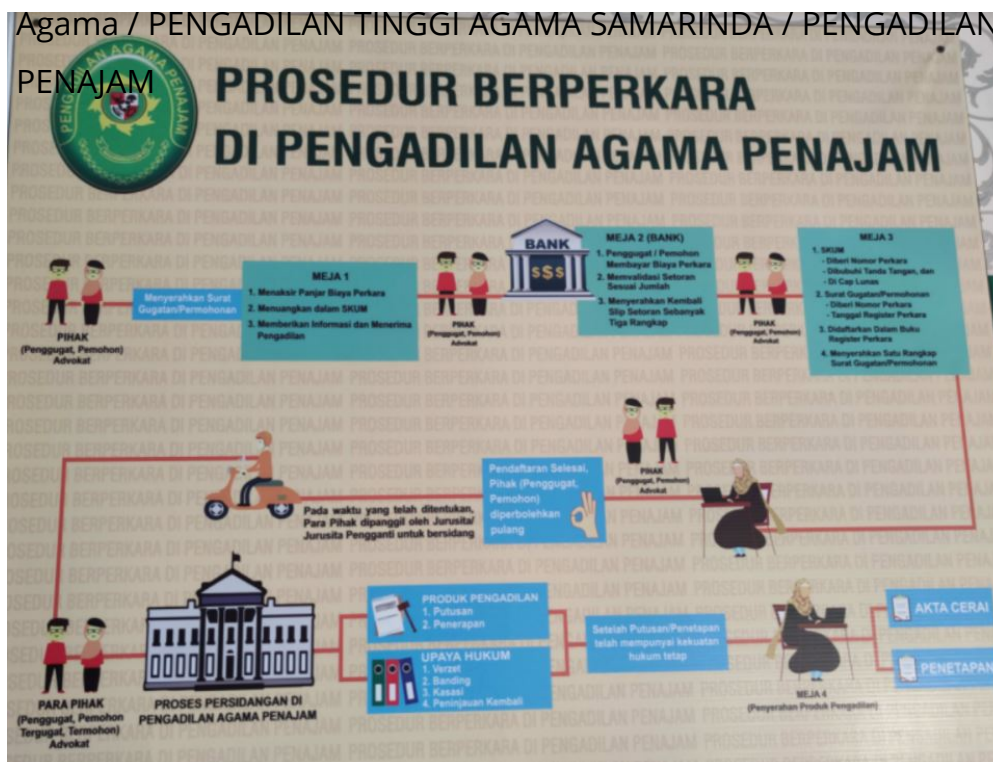 Agama / PENGADILAN TINGGI AGAMA SAMARINDA / PENGADILAN
PENAJAM
PENGADILAN AGAMA PENAJAM
PROSEDUR BERPERKARA
DI PENGADILAN AGAMA PENAJAM
PIHAK
(Penggugat, Pemohon)
Advokat
Menyerahkan Surat
Gugatan/Permohonan
MEJA 1
1. Menaksir Panjar Biaya Perkara
2. Menuangkan dalam SKUM
3. Memberikan Informasi dan Menerima
Pengadilan
PIHAK
(Penggugat, Pemohon)
Advokat
BANK
$$$
MEJA 2 (BANK)
1. Penggugat / Pemohon
Membayar Biaya Perkara
2. Memvalidasi Setoran
Sesuai Jumlah
3. Menyerahkan Kembali
Slip Setoran Sebanyak
Tiga Rangkap
PIHAK
(Penggugat, Pemohon)
Advokat
MEJA 3
1. SKUM
- Diberi Nomor Perkara
- Dibubuhi Tanda Tangan, dan
- Di Cap Lunas
2. Surat Gugatan/Permohonan
- Diberi Nomor Perkara
- Tanggal Register Perkara
3. Didaftarkan Dalam Buku
Register Perkara
4. Menyerahkan Satu Rangkap
Surat Gugatan/Permohonan
PIHAK
(Penggugat, Pemohon)
Advokat
Pendaftaran Selesai,
Pihak (Penggugat,
Pemohon)
diperbolehkan
pulang
Pada waktu yang telah ditentukan,
Para Pihak dipanggil oleh Jurusita/
Jurusita Pengganti untuk bersidang
PARA PIHAK
(Penggugat, Pemohon
Tergugat, Termohon)
Advokat
PROSES PERSIDANGAN DI
PENGADILAN AGAMA PENAJAM
PRODUK PENGADILAN
1. Putusan
2. Penerapan
UPAYA HUKUM
1. Verzet
2. Banding
3. Kasasi
4. Peninjauan Kembali
Setelah Putusan/Penetapan
telah mempunyai kekuatan
hukum tetap
MEJA 4
(Penyerahan Produk Pengadilan)
AKTA CERAI
PENETAPAN